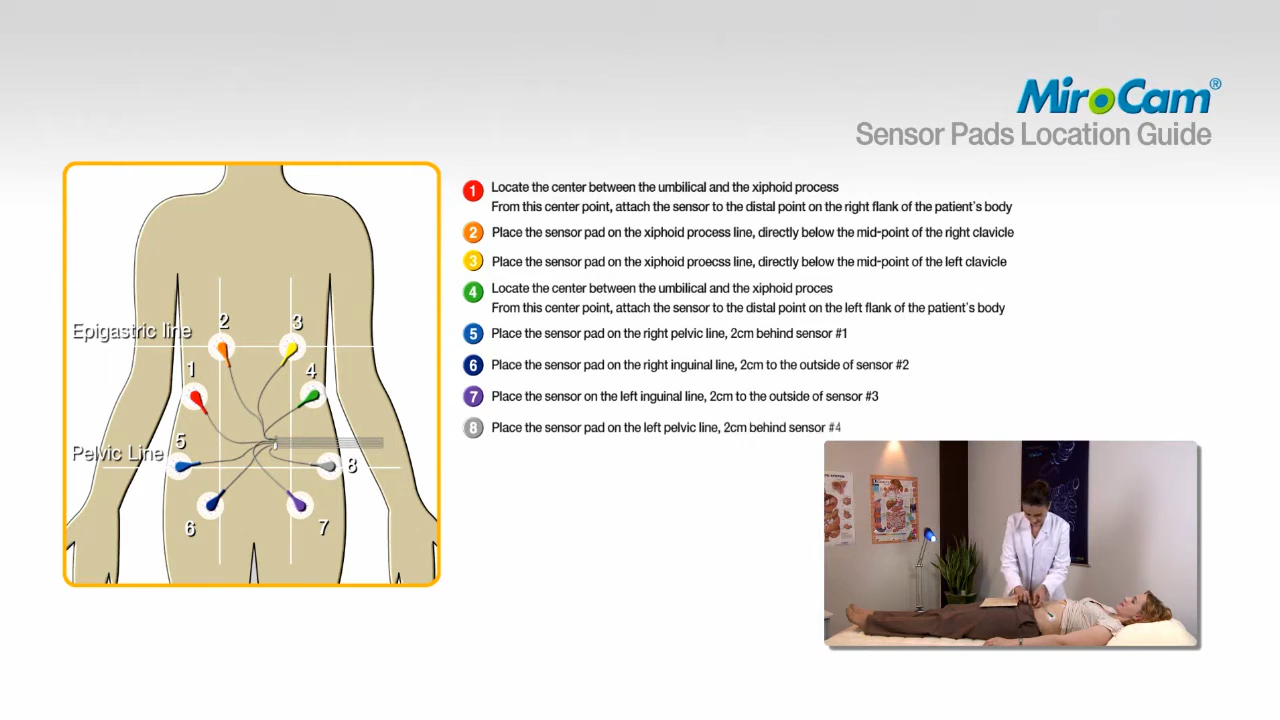 MiroCam®
Sensor Pads Location Guide
1 Locate the center between the umbilical and the xiphoid process
From this center point, attach the sensor to the distal point on the right flank of the patient's body
2 Place the sensor pad on the xiphoid process line, directly below the mid-point of the right clavicle
3 Place the sensor pad on the xiphoid proecss line, directly below the mid-point of the left clavicle
4 Locate the center between the umbilical and the xiphoid proces
From this center point, attach the sensor to the distal point on the left flank of the patient's body
5 Place the sensor pad on the right pelvic line, 2cm behind sensor #1
6 Place the sensor pad on the right inguinal line, 2cm to the outside of sensor #2
7 Place the sensor on the left inguinal line, 2cm to the outside of sensor #3
8 Place the sensor pad on the left pelvic line, 2cm behind sensor #4
2 3
Epigastric line
1 4
5
Pelvic Line
8
6 7